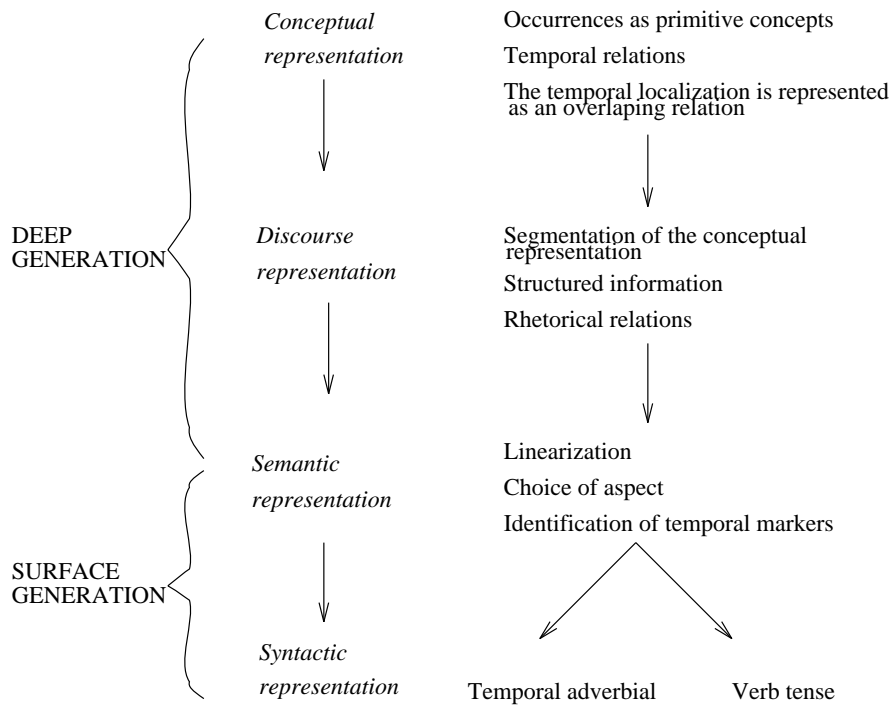 Conceptual
representation
Occurrences as primitive concepts
Temporal relations
The temporal localization is represented
as an overlaping relation
DEEP
GENERATION
Discourse
representation
Segmentation of the conceptual
representation
Structured information
Rhetorical relations
Semantic
representation
Linearization
Choice of aspect
Identification of temporal markers
SURFACE
GENERATION
Syntactic
representation
Temporal adverbial
Verb tense